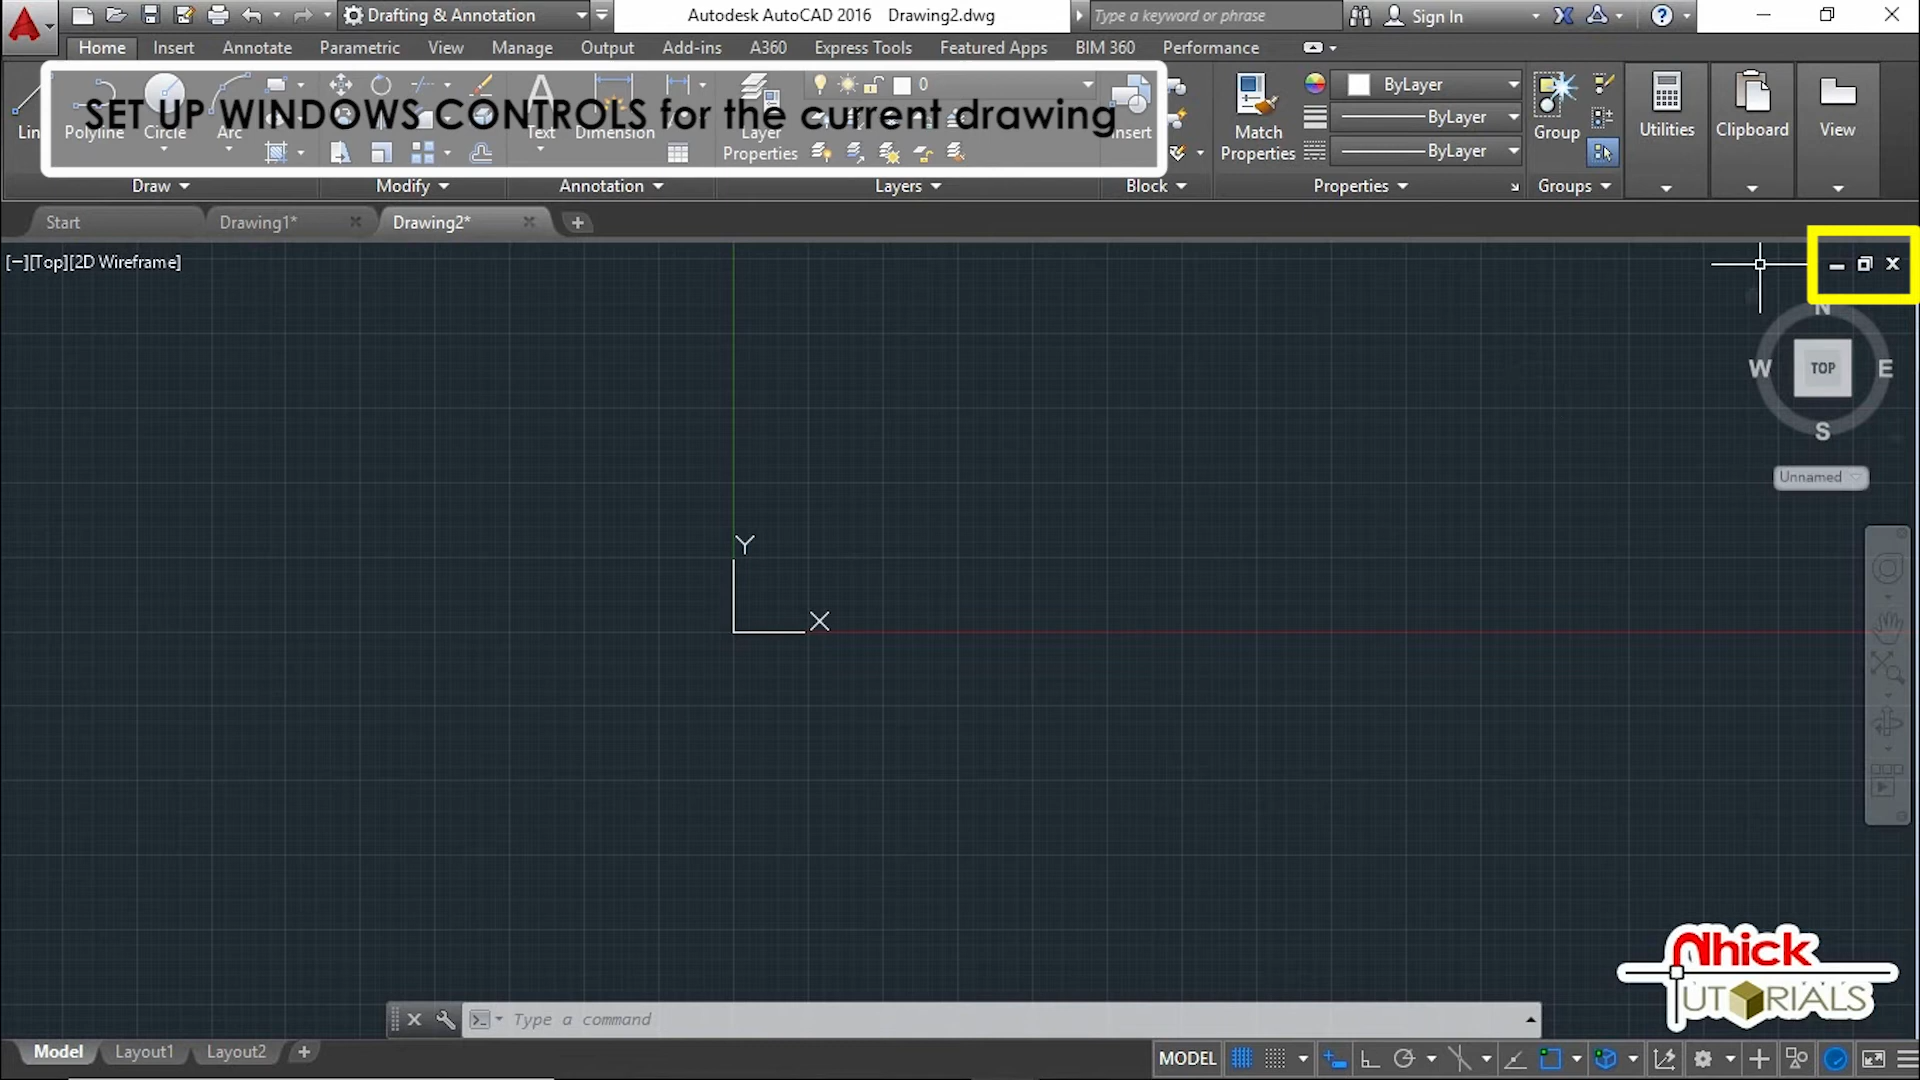 Drafting & Annotation
Autodesk AutoCAD 2016 Drawing2.dwg
Type a keyword or phrase
Sign In
Home Insert Annotate Parametric View Manage Output Add-ins A360 Express Tools Featured Apps BIM 360 Performance
SET UP WINDOWS CONTROLS for the current drawing
0
ByLayer
ByLayer
ByLayer
Lin
Polyline
Circle
Arc
Text
Dimension
Layer
Properties
Insert
Match
Properties
Group
Utilities
Clipboard
View
Draw Modify Annotation Layers Block Properties Groups
Start Drawing1* Drawing2*
[−][Top][2D Wireframe]
N
W TOP E
S
Unnamed
Y
X
Nhick
TUTORIALS
Type a command
Model Layout1 Layout2
MODEL